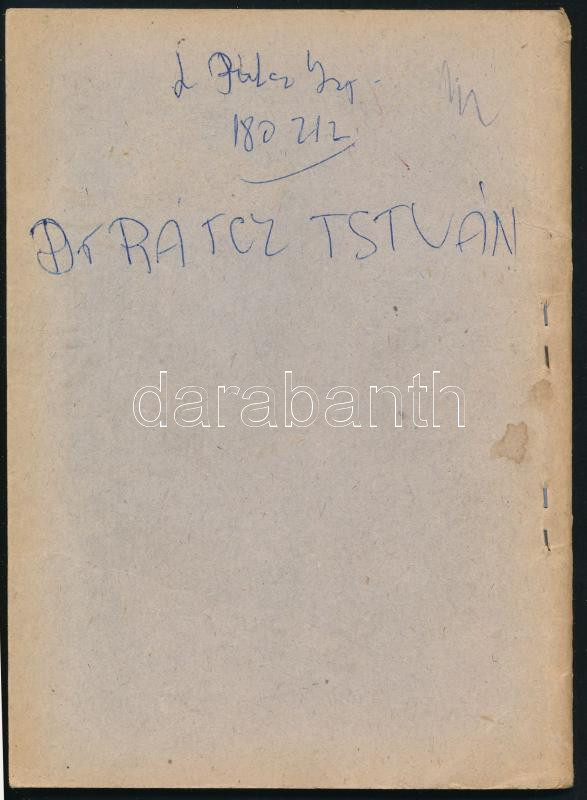 180 212
Dr RÁTCZ ISTVÁN
darabanth